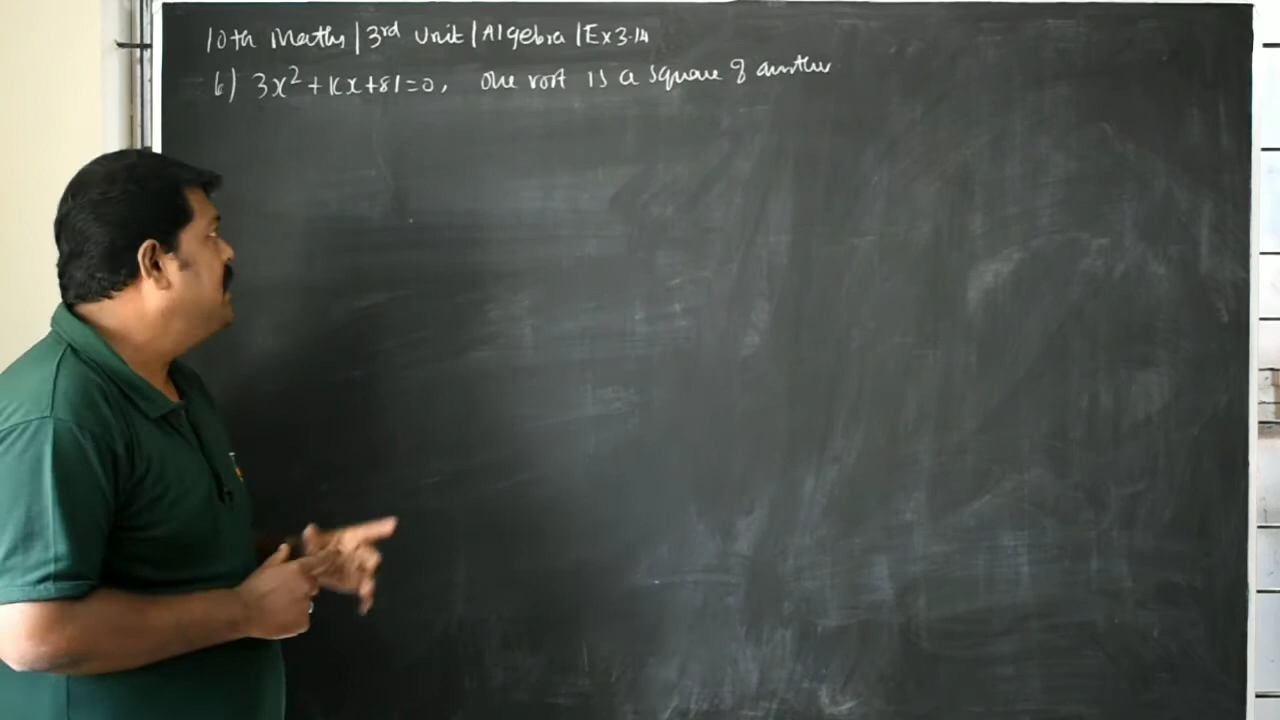 10th Maths | 3rd Unit | Algebra | Ex 3.14
6) 3x² + Kx + 81 = 0, one root is a square of another